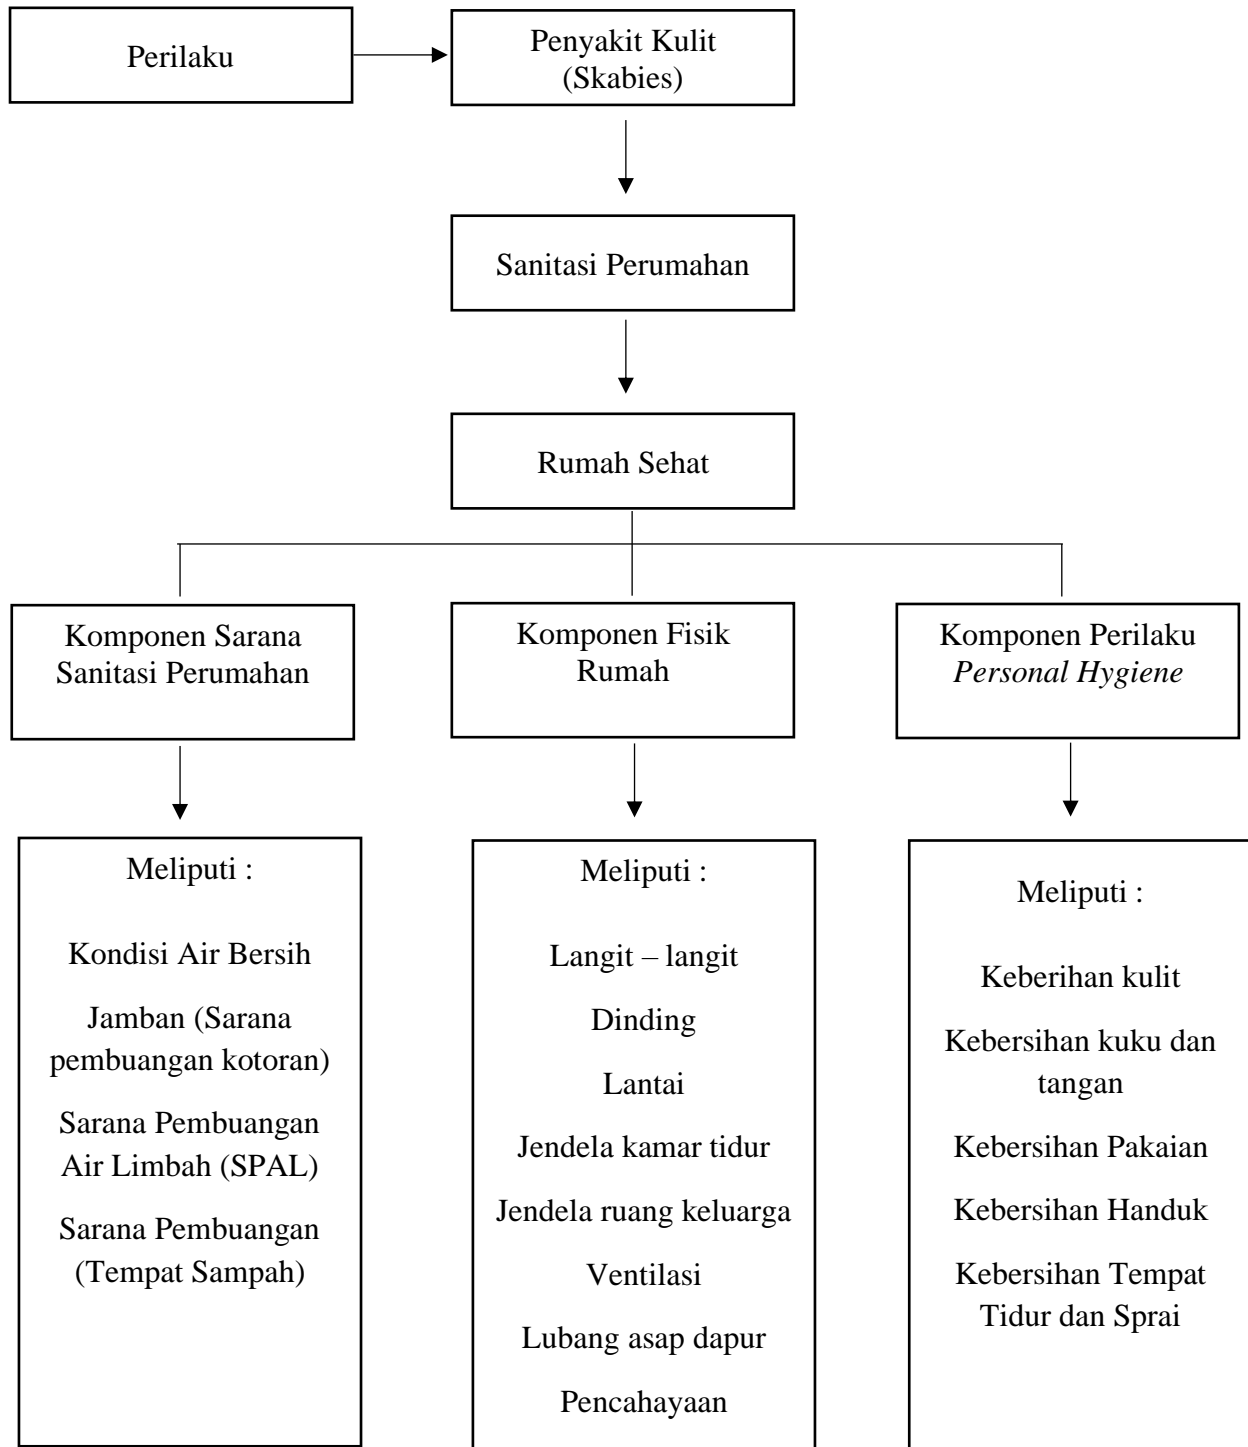 Perilaku
Penyakit Kulit
(Skabies)
Sanitasi Perumahan
Rumah Sehat
Komponen Sarana
Sanitasi Perumahan
Komponen Fisik
Rumah
Komponen Perilaku
Personal Hygiene
Meliputi :
Kondisi Air Bersih
Jamban (Sarana
pembuangan kotoran)
Sarana Pembuangan
Air Limbah (SPAL)
Sarana Pembuangan
(Tempat Sampah)
Meliputi :
Langit – langit
Dinding
Lantai
Jendela kamar tidur
Jendela ruang keluarga
Ventilasi
Lubang asap dapur
Pencahayaan
Meliputi :
Keberihan kulit
Kebersihan kuku dan
tangan
Kebersihan Pakaian
Kebersihan Handuk
Kebersihan Tempat
Tidur dan Sprai